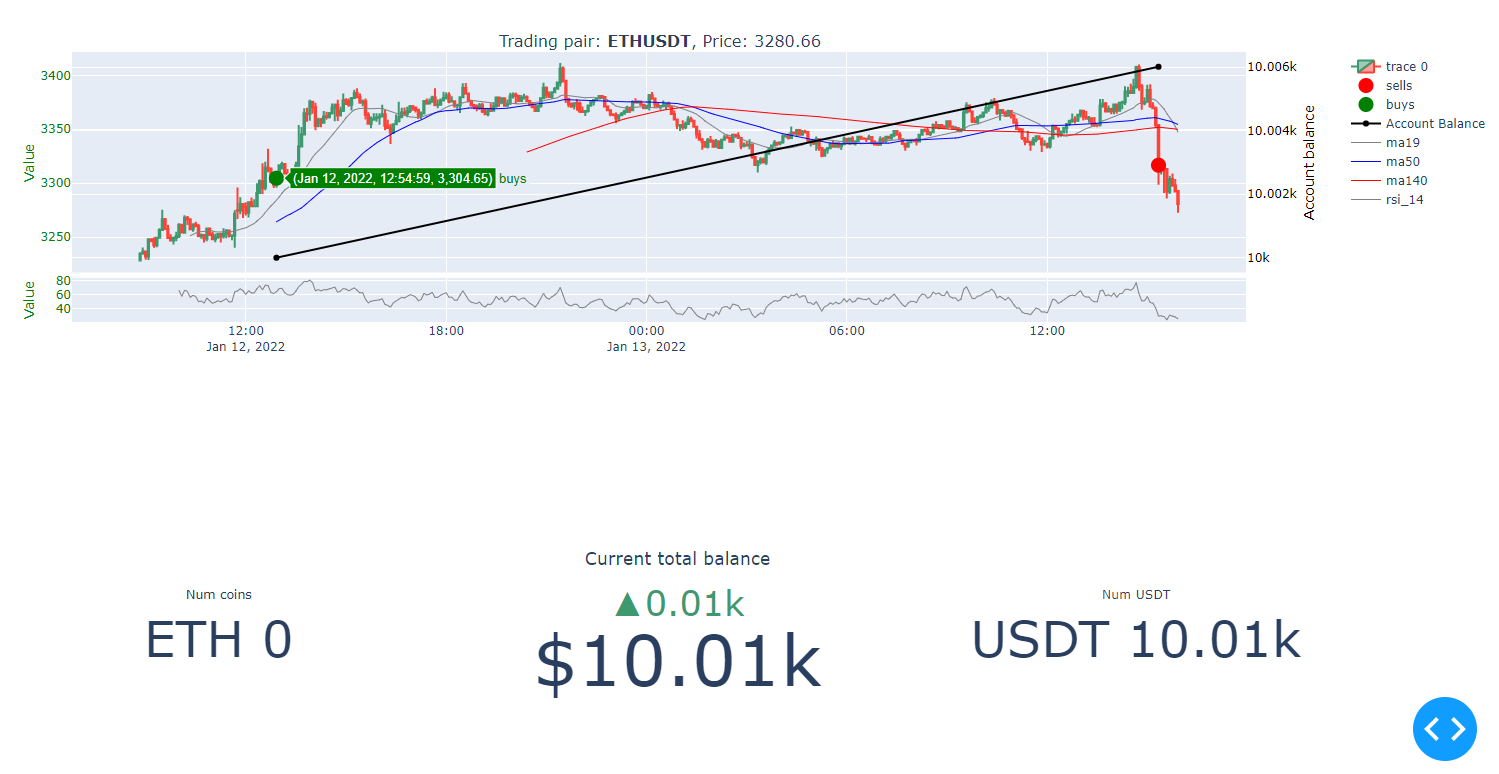 Trading pair: ETHUSDT, Price: 3280.66
3400
3350
3300
3250
Value
(Jan 12, 2022, 12:54:59, 3,304.65) buys
10.006k
10.004k
10.002k
10k
Account balance
trace 0
sells
buys
Account Balance
ma19
ma50
ma140
rsi_14
80
60
40
Value
12:00
Jan 12, 2022
18:00
00:00
Jan 13, 2022
06:00
12:00
Current total balance
▲0.01k
$10.01k
Num coins
ETH 0
Num USDT
USDT 10.01k